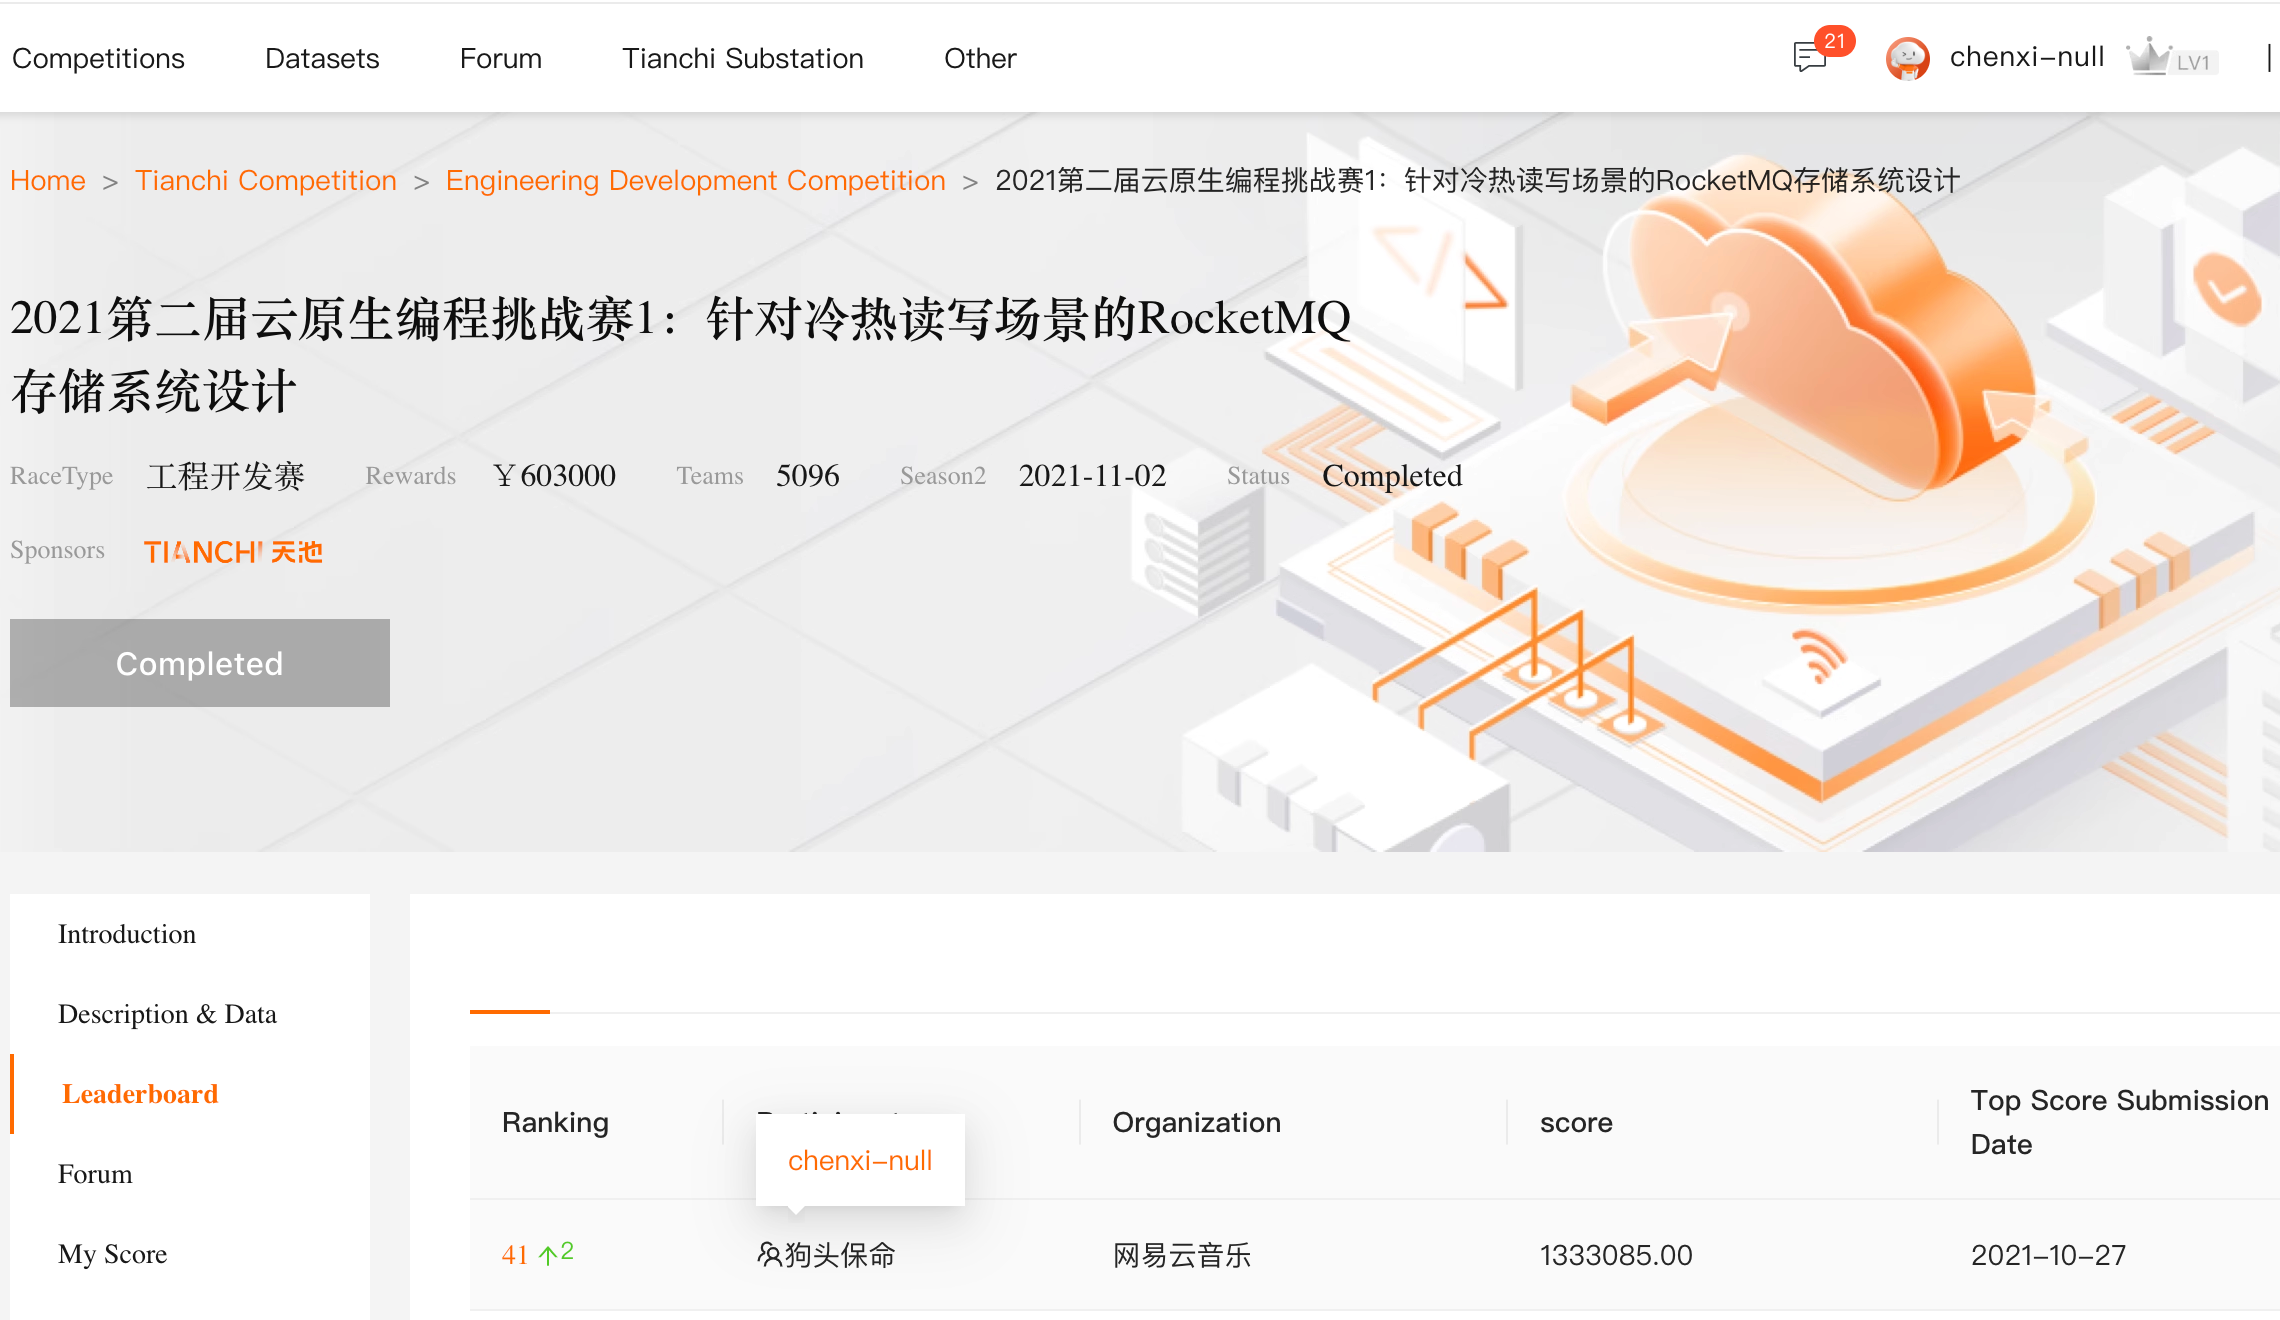 Competitions Datasets Forum Tianchi Substation Other 21 chenxi-null LV1 |
Home > Tianchi Competition > Engineering Development Competition > 2021第二届云原生编程挑战赛1：针对冷热读写场景的RocketMQ存储系统设计
2021第二届云原生编程挑战赛1：针对冷热读写场景的RocketMQ
存储系统设计
RaceType 工程开发赛 Rewards ￥603000 Teams 5096 Season2 2021-11-02 Status Completed
Sponsors TIANCHI 天池
Completed
Introduction
Description & Data
Leaderboard
Forum
My Score
Ranking Organization score Top Score Submission
Date
chenxi-null
41 ↑2 狗头保命 网易云音乐 1333085.00 2021-10-27